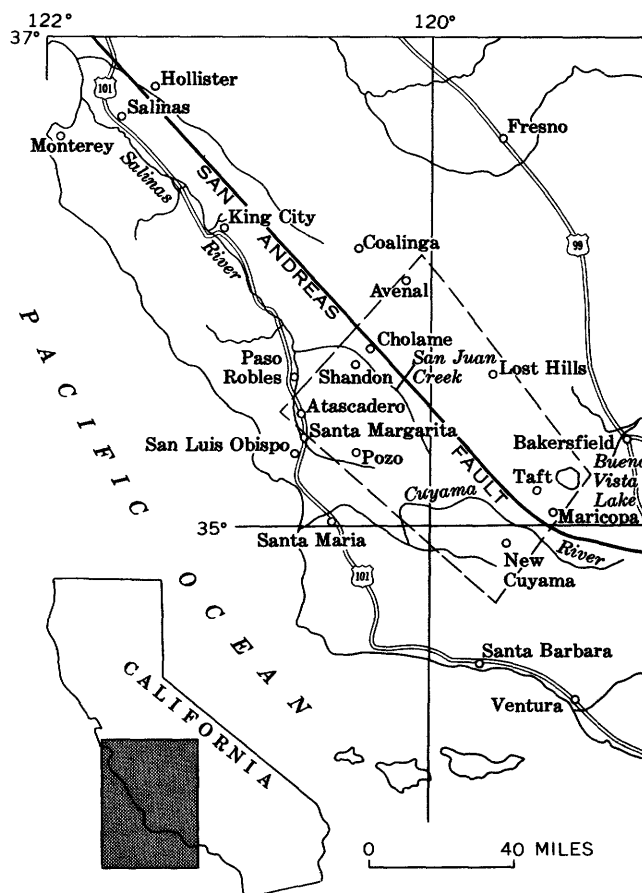 122°
120°
37°
101
Hollister
Salinas
Monterey
Fresno
Salinas
River
SAN ANDREAS FAULT
King City
Coalinga
99
Avenal
PACIFIC OCEAN
Cholame
San Juan
Creek
Paso
Robles
Shandon
Lost Hills
Atascadero
Santa Margarita
San Luis Obispo
Pozo
Bakersfield
Buena
Vista
Lake
Taft
Cuyama
River
Maricopa
35°
Santa Maria
New
Cuyama
101
Santa Barbara
Ventura
CALIFORNIA
0 40 MILES